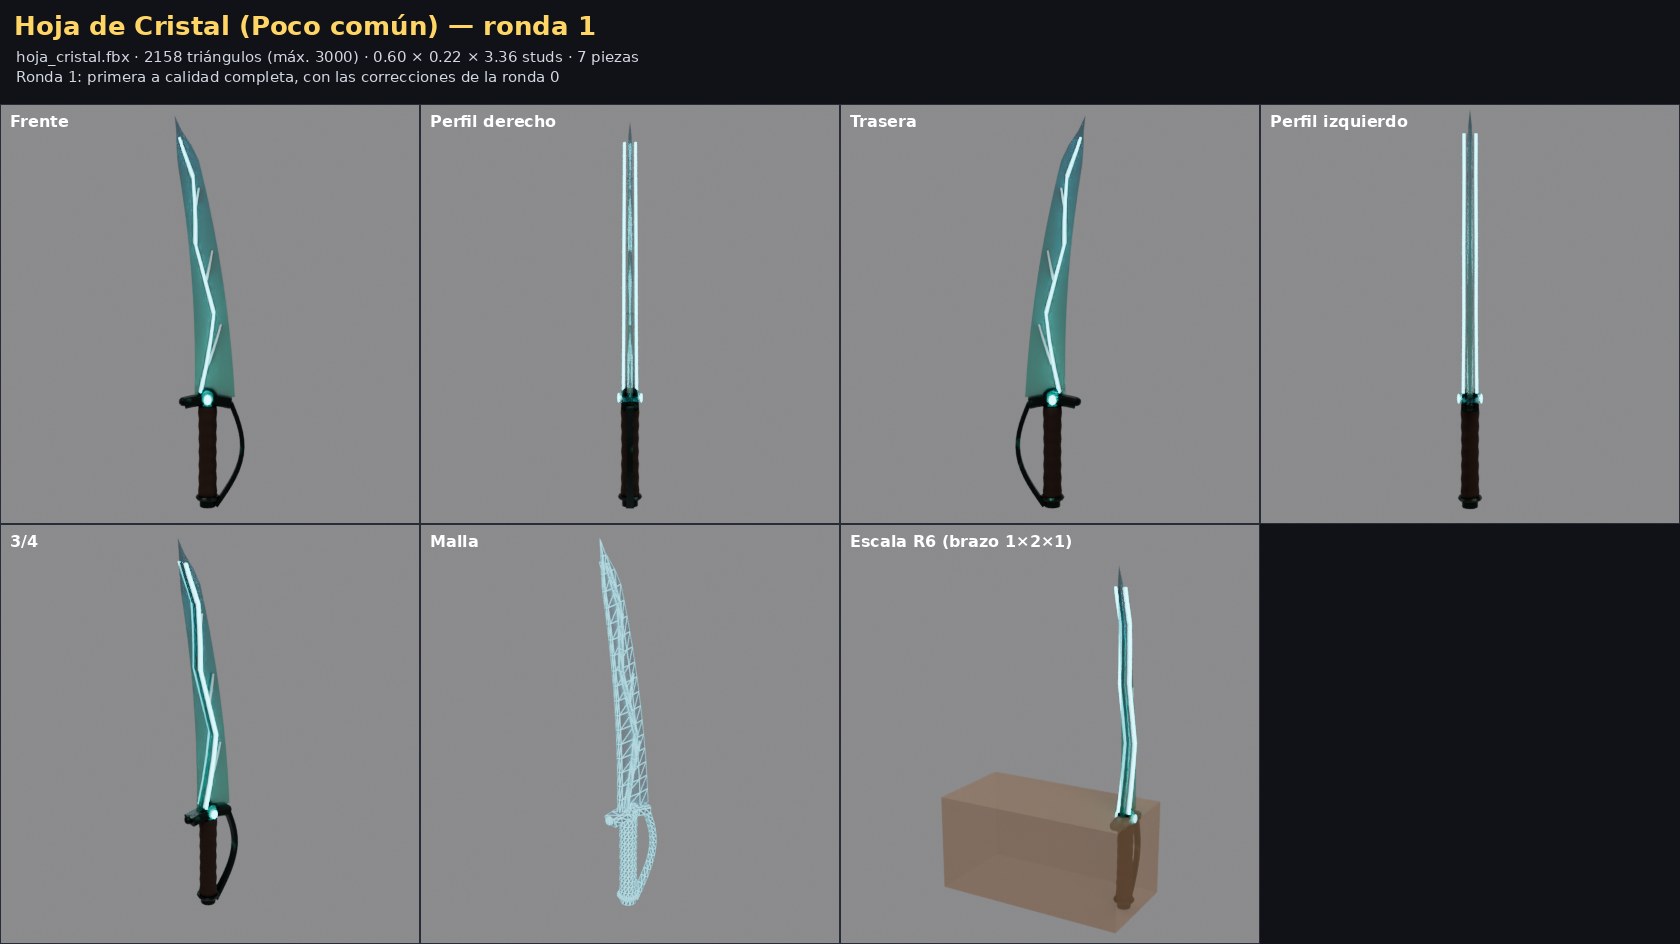 Hoja de Cristal (Poco común) — ronda 1
hoja_cristal.fbx · 2158 triángulos (máx. 3000) · 0.60 × 0.22 × 3.36 studs · 7 piezas
Ronda 1: primera a calidad completa, con las correcciones de la ronda 0
Frente
Perfil derecho
Trasera
Perfil izquierdo
3/4
Malla
Escala R6 (brazo 1×2×1)